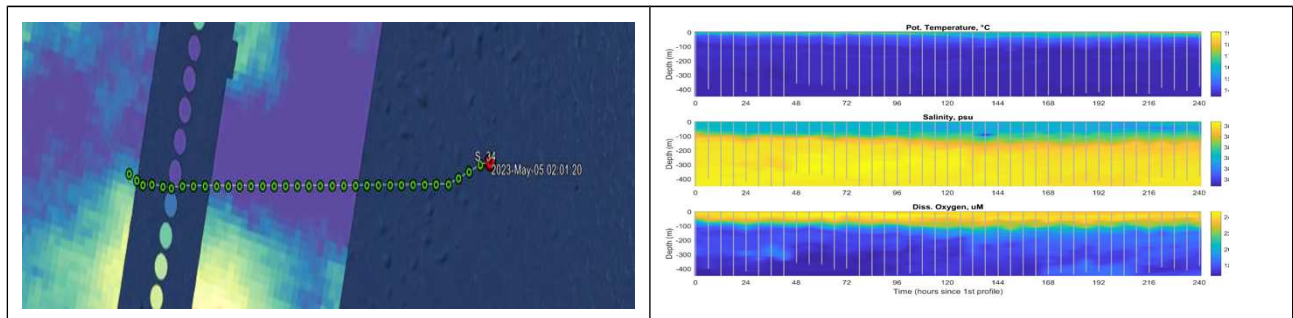 S_34
2023-May-05 02:01:20
Pot. Temperature, °C
Depth (m)
0
-100
-200
-300
-400
0 24 48 72 96 120 144 168 192 216 240
Salinity, psu
Depth (m)
0
-100
-200
-300
-400
0 24 48 72 96 120 144 168 192 216 240
Diss. Oxygen, uM
Depth (m)
0
-100
-200
-300
-400
0 24 48 72 96 120 144 168 192 216 240
Time (hours since 1st profile)